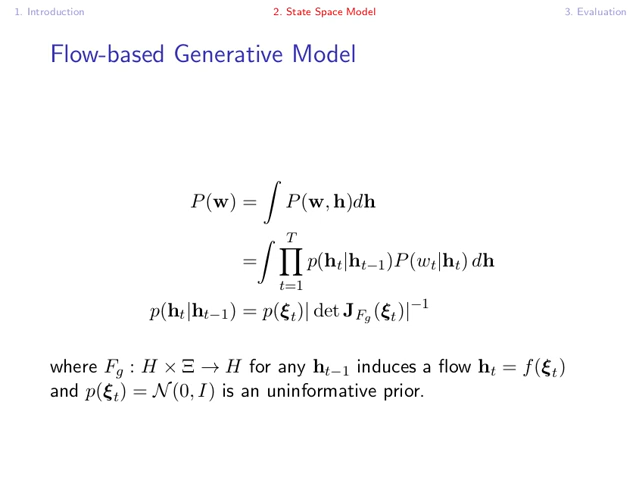 1. Introduction 2. State Space Model 3. Evaluation
Flow-based Generative Model
P(w) = ∫ P(w, h)dh
= ∫ ∏_{t=1}^{T} p(h_t|h_{t−1})P(w_t|h_t) dh
p(h_t|h_{t−1}) = p(ξ_t)| det J_{F_g}(ξ_t)|^{−1}
where F_g : H × Ξ → H for any h_{t−1} induces a flow h_t = f(ξ_t)
and p(ξ_t) = N(0, I) is an uninformative prior.